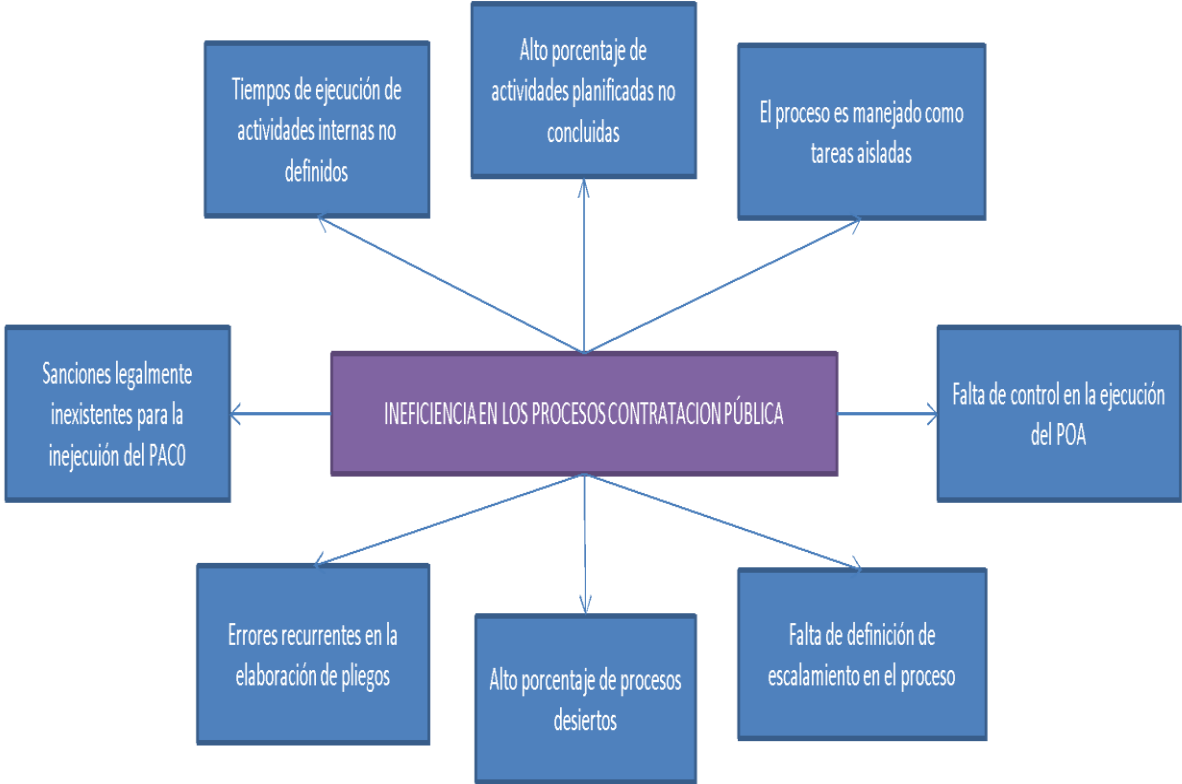 Tiempos de ejecución de
actividades internas no
definidos
Alto porcentaje de
actividades planificadas no
concluidas
El proceso es manejado como
tareas aisladas
Sanciones legalmente
inexistentes para la
inejecuión del PAC0
INEFICIENCIA EN LOS PROCESOS CONTRATACION PÚBLICA
Falta de control en la ejecución
del POA
Errores recurrentes en la
elaboración de pliegos
Alto porcentaje de procesos
desiertos
Falta de definición de
escalamiento en el proceso